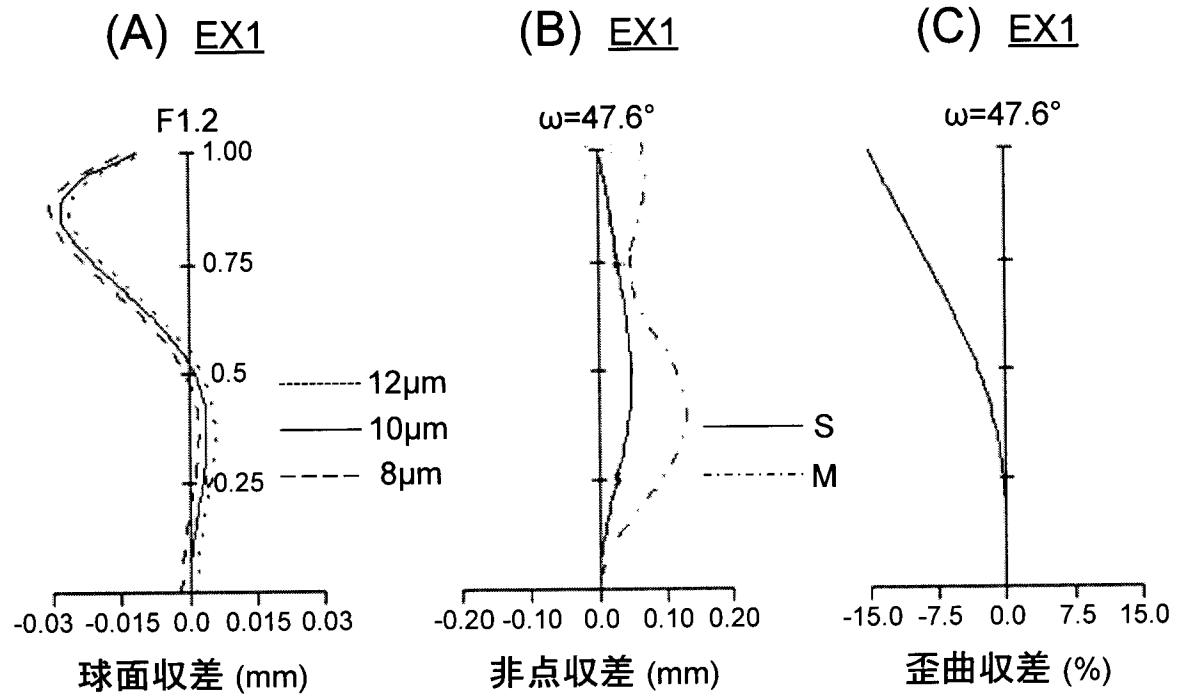 (A) EX1
F1.2
1.00
0.75
0.5
0.25
12μm
10μm
8μm
-0.03 -0.015 0.0 0.015 0.03
球面収差 (mm)
(B) EX1
ω=47.6°
S
M
-0.20 -0.10 0.0 0.10 0.20
非点収差 (mm)
(C) EX1
ω=47.6°
-15.0 -7.5 0.0 7.5 15.0
歪曲収差 (%)